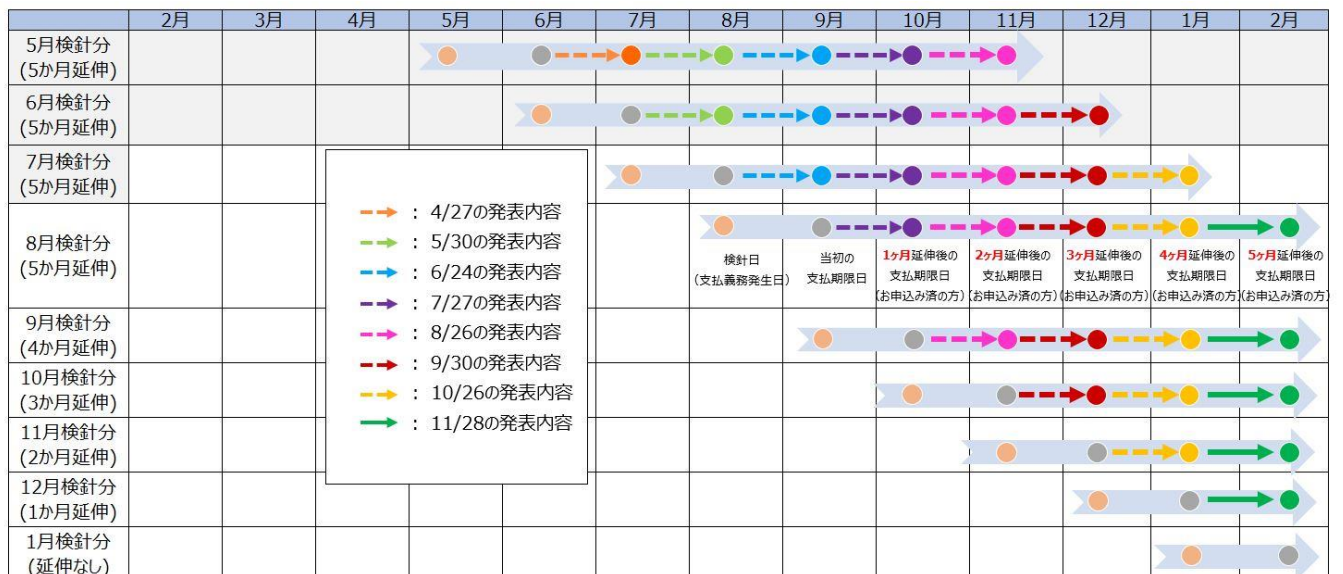 2月 3月 4月 5月 6月 7月 8月 9月 10月 11月 12月 1月 2月
5月検針分
(5か月延伸)
6月検針分
(5か月延伸)
7月検針分
(5か月延伸)
: 4/27の発表内容
: 5/30の発表内容
: 6/24の発表内容
: 7/27の発表内容
: 8/26の発表内容
: 9/30の発表内容
: 10/26の発表内容
: 11/28の発表内容
8月検針分
(5か月延伸)
検針日
(支払義務発生日)
当初の
支払期限日
1ヶ月延伸後の
支払期限日
(お申込み済の方)
2ヶ月延伸後の
支払期限日
(お申込み済の方)
3ヶ月延伸後の
支払期限日
(お申込み済の方)
4ヶ月延伸後の
支払期限日
(お申込み済の方)
5ヶ月延伸後の
支払期限日
(お申込み済の方)
9月検針分
(4か月延伸)
10月検針分
(3か月延伸)
11月検針分
(2か月延伸)
12月検針分
(1か月延伸)
1月検針分
(延伸なし)